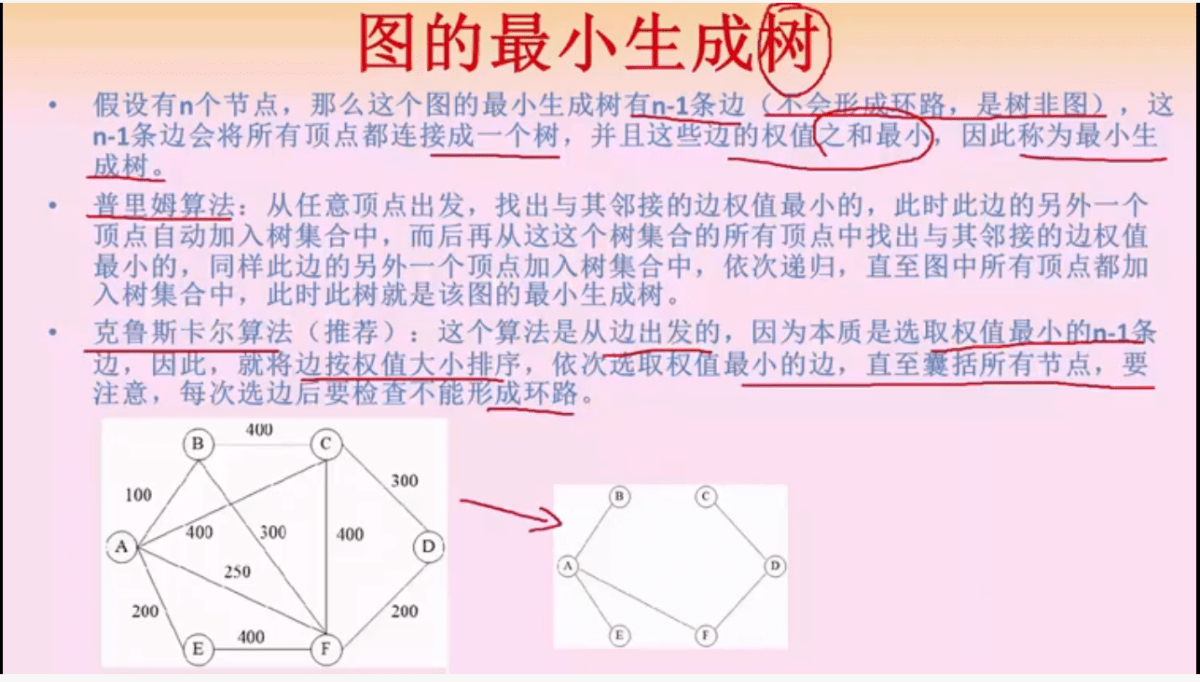 图的最小生成树
• 假设有n个节点，那么这个图的最小生成树有n-1条边（不会形成环路，是树非图），这
n-1条边会将所有顶点都连接成一个树，并且这些边的权值之和最小，因此称为最小生
成树。
• 普里姆算法：从任意顶点出发，找出与其邻接的边权值最小的，此时此边的另外一个
顶点自动加入树集合中，而后再从这这个树集合的所有顶点中找出与其邻接的边权值
最小的，同样此边的另外一个顶点加入树集合中，依次递归，直至图中所有顶点都加
入树集合中，此时此树就是该图的最小生成树。
• 克鲁斯卡尔算法（推荐）：这个算法是从边出发的，因为本质是选取权值最小的n-1条
边，因此，就将边按权值大小排序，依次选取权值最小的边，直至囊括所有节点，要
注意，每次选边后要检查不能形成环路。
400
B C
300
100
400 300 400
A D
250
200 200
400
E F
B C
A D
E F